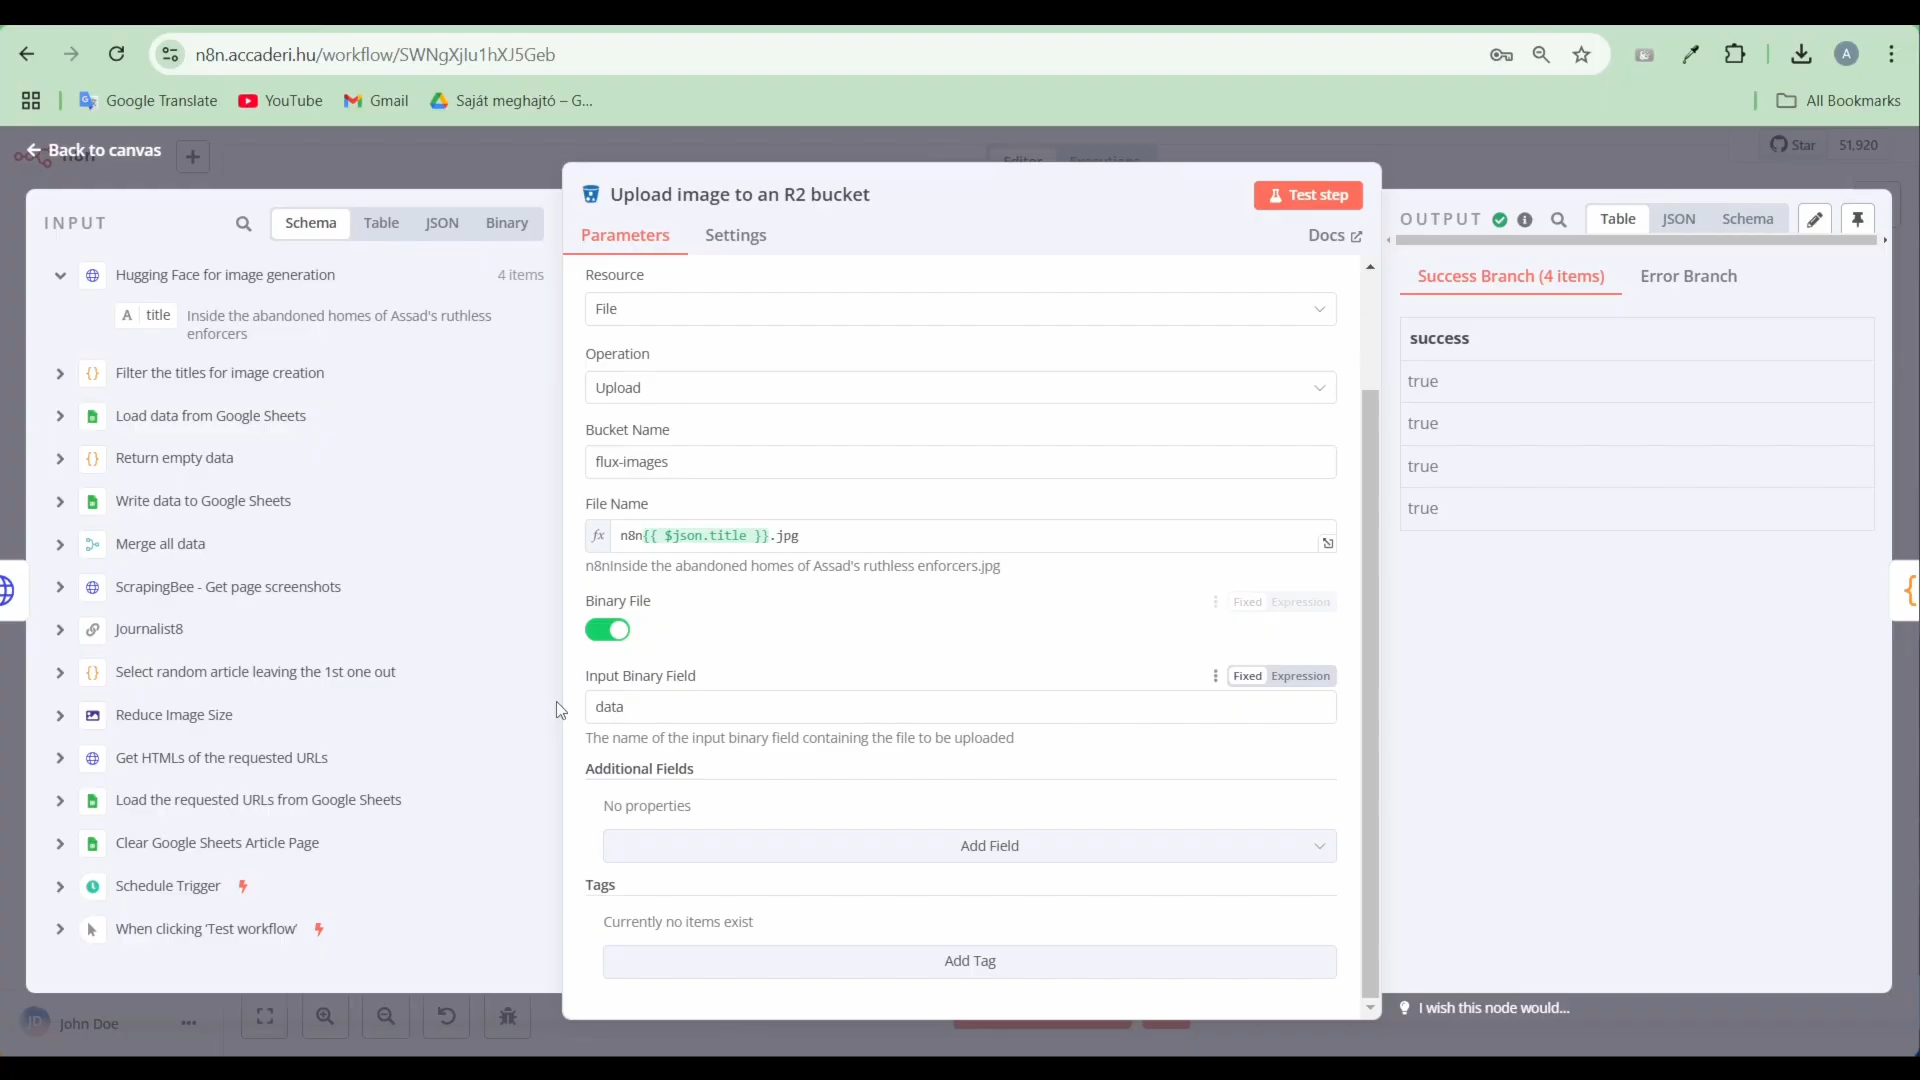 n8n.accaderi.hu/workflow/SWNgXjIu1hXJ5Geb
A
Google Translate
YouTube
Gmail
Saját meghajtó – G...
All Bookmarks
Back to canvas
Star
51,920
INPUT
Schema
Table
JSON
Binary
Hugging Face for image generation
4 items
A title
Inside the abandoned homes of Assad's ruthless
enforcers
Filter the titles for image creation
Load data from Google Sheets
Return empty data
Write data to Google Sheets
Merge all data
ScrapingBee - Get page screenshots
Journalist8
Select random article leaving the 1st one out
Reduce Image Size
Get HTMLs of the requested URLs
Load the requested URLs from Google Sheets
Clear Google Sheets Article Page
Schedule Trigger
When clicking 'Test workflow'
Upload image to an R2 bucket
Test step
Parameters
Settings
Docs
Resource
File
Operation
Upload
Bucket Name
flux-images
File Name
fx n8n{{ $json.title }}.jpg
n8nInside the abandoned homes of Assad's ruthless enforcers.jpg
Binary File
Fixed Expression
Input Binary Field
Fixed Expression
data
The name of the input binary field containing the file to be uploaded
Additional Fields
No properties
Add Field
Tags
Currently no items exist
Add Tag
OUTPUT
Table
JSON
Schema
Success Branch (4 items)
Error Branch
success
true
true
true
true
I wish this node would...
JD
John Doe